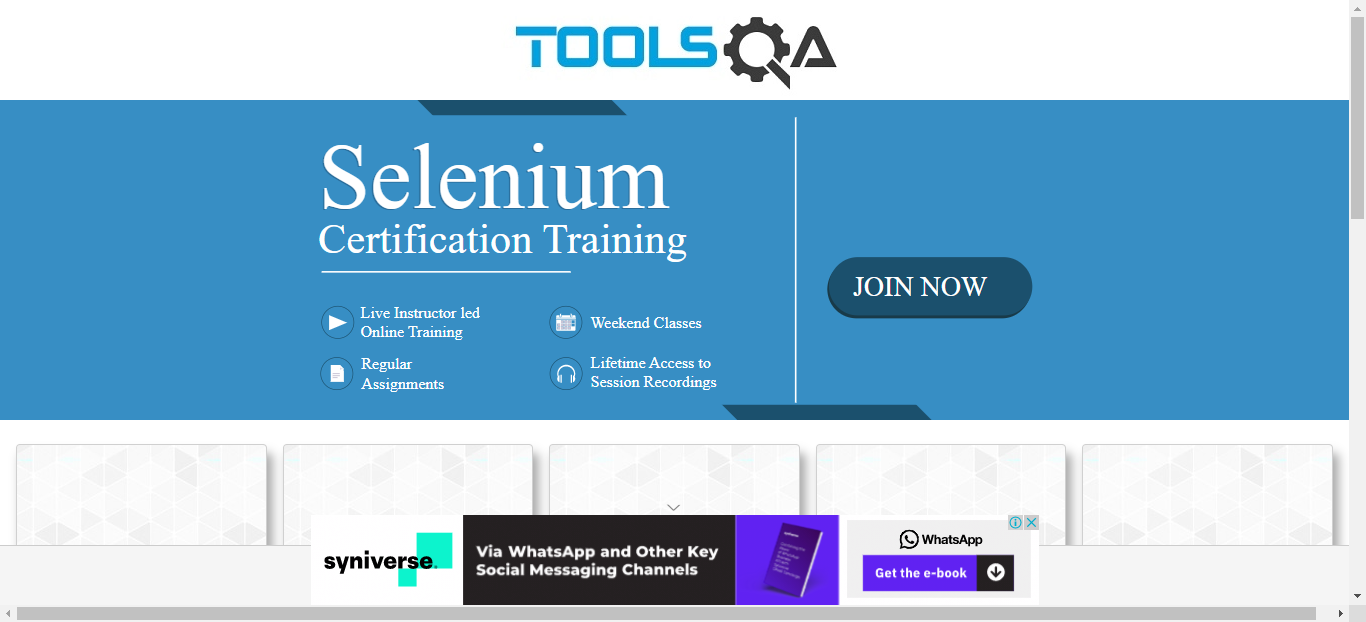 TOOLSQA
Selenium
Certification Training
JOIN NOW
Live Instructor led
Online Training
Weekend Classes
Regular
Assignments
Lifetime Access to
Session Recordings
syniverse.
Via WhatsApp and Other Key
Social Messaging Channels
WhatsApp
Get the e-book